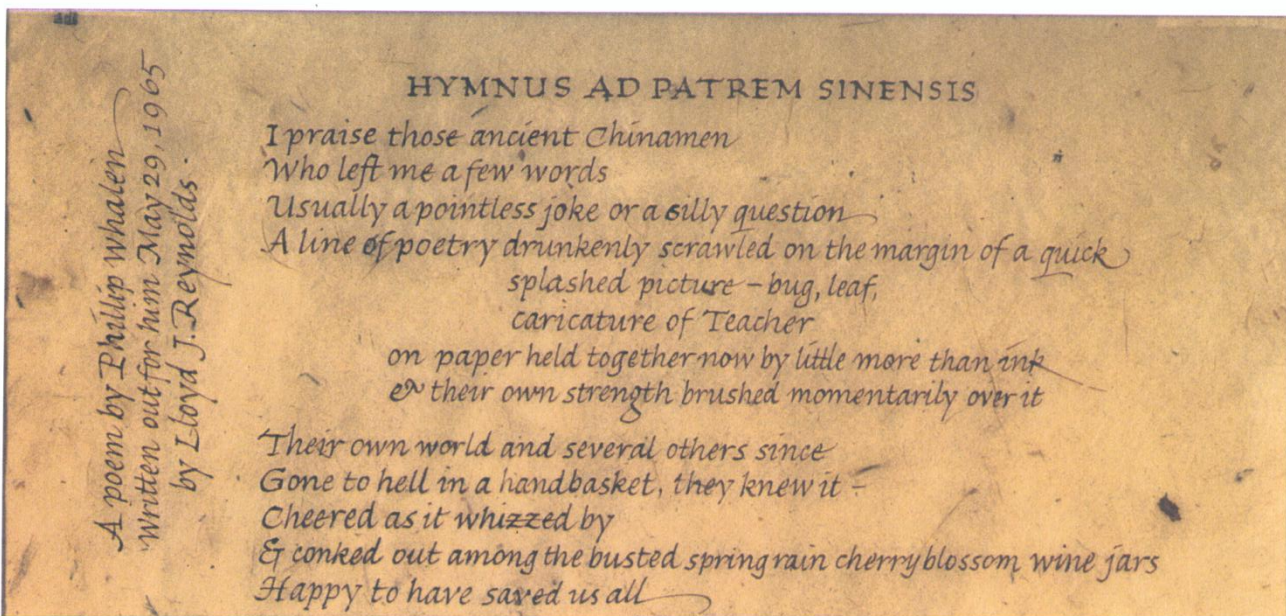 HYMNUS AD PATREM SINENSIS
I praise those ancient Chinamen
Who left me a few words
Usually a pointless joke or a silly question
A line of poetry drunkenly scrawled on the margin of a quick
splashed picture – bug, leaf,
caricature of Teacher
on paper held together now by little more than ink
& their own strength brushed momentarily over it
Their own world and several others since
Gone to hell in a handbasket, they knew it –
Cheered as it whizzed by
& conked out among the busted spring rain cherryblossom wine jars
Happy to have saved us all
A poem by Phillip Whalen
Written out for him May 29, 1965
by Lloyd J. Reynolds.